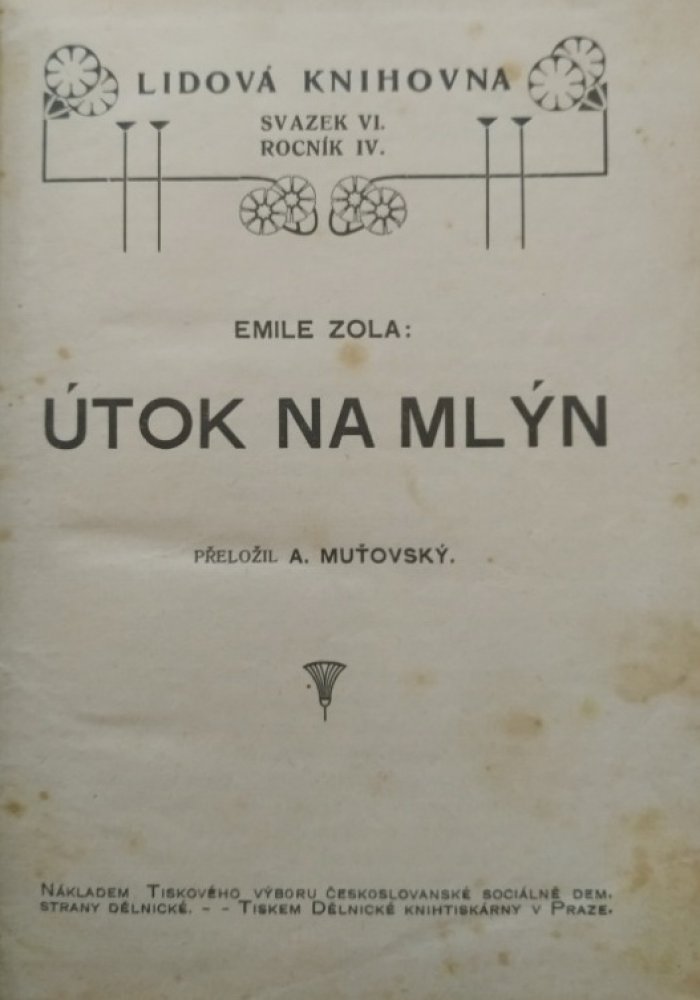 LIDOVÁ KNIHOVNA
SVAZEK VI.
ROČNÍK IV.
EMILE ZOLA:
ÚTOK NA MLÝN
PŘELOŽIL A. MUŤOVSKÝ.
NÁKLADEM TISKOVÉHO VÝBORU ČESKOSLOVANSKÉ SOCIÁLNĚ DEM.
STRANY DĚLNICKÉ. - - TISKEM DĚLNICKÉ KNIHTISKÁRNY V PRAZE.